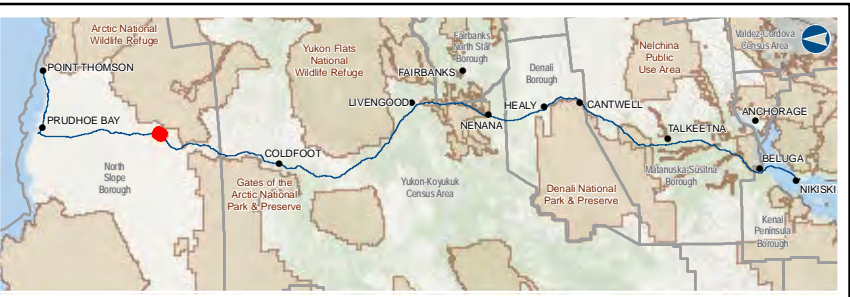 Arctic National
Wildlife Refuge
Yukon Flats
National
Wildlife Refuge
Fairbanks
North Star
Borough
Denali
Borough
Nelchina
Public
Use Area
Valdez-Cordova
Census Area
POINT THOMSON
FAIRBANKS
LIVENGOOD
HEALY
CANTWELL
PRUDHOE BAY
NENANA
ANCHORAGE
TALKEETNA
COLDFOOT
BELUGA
NIKISKI
North
Slope
Borough
Gates of the
Arctic National
Park & Preserve
Yukon-Koyukuk
Census Area
Denali National
Park & Preserve
Matanuska-Susitna
Borough
Kenai
Peninsula
Borough